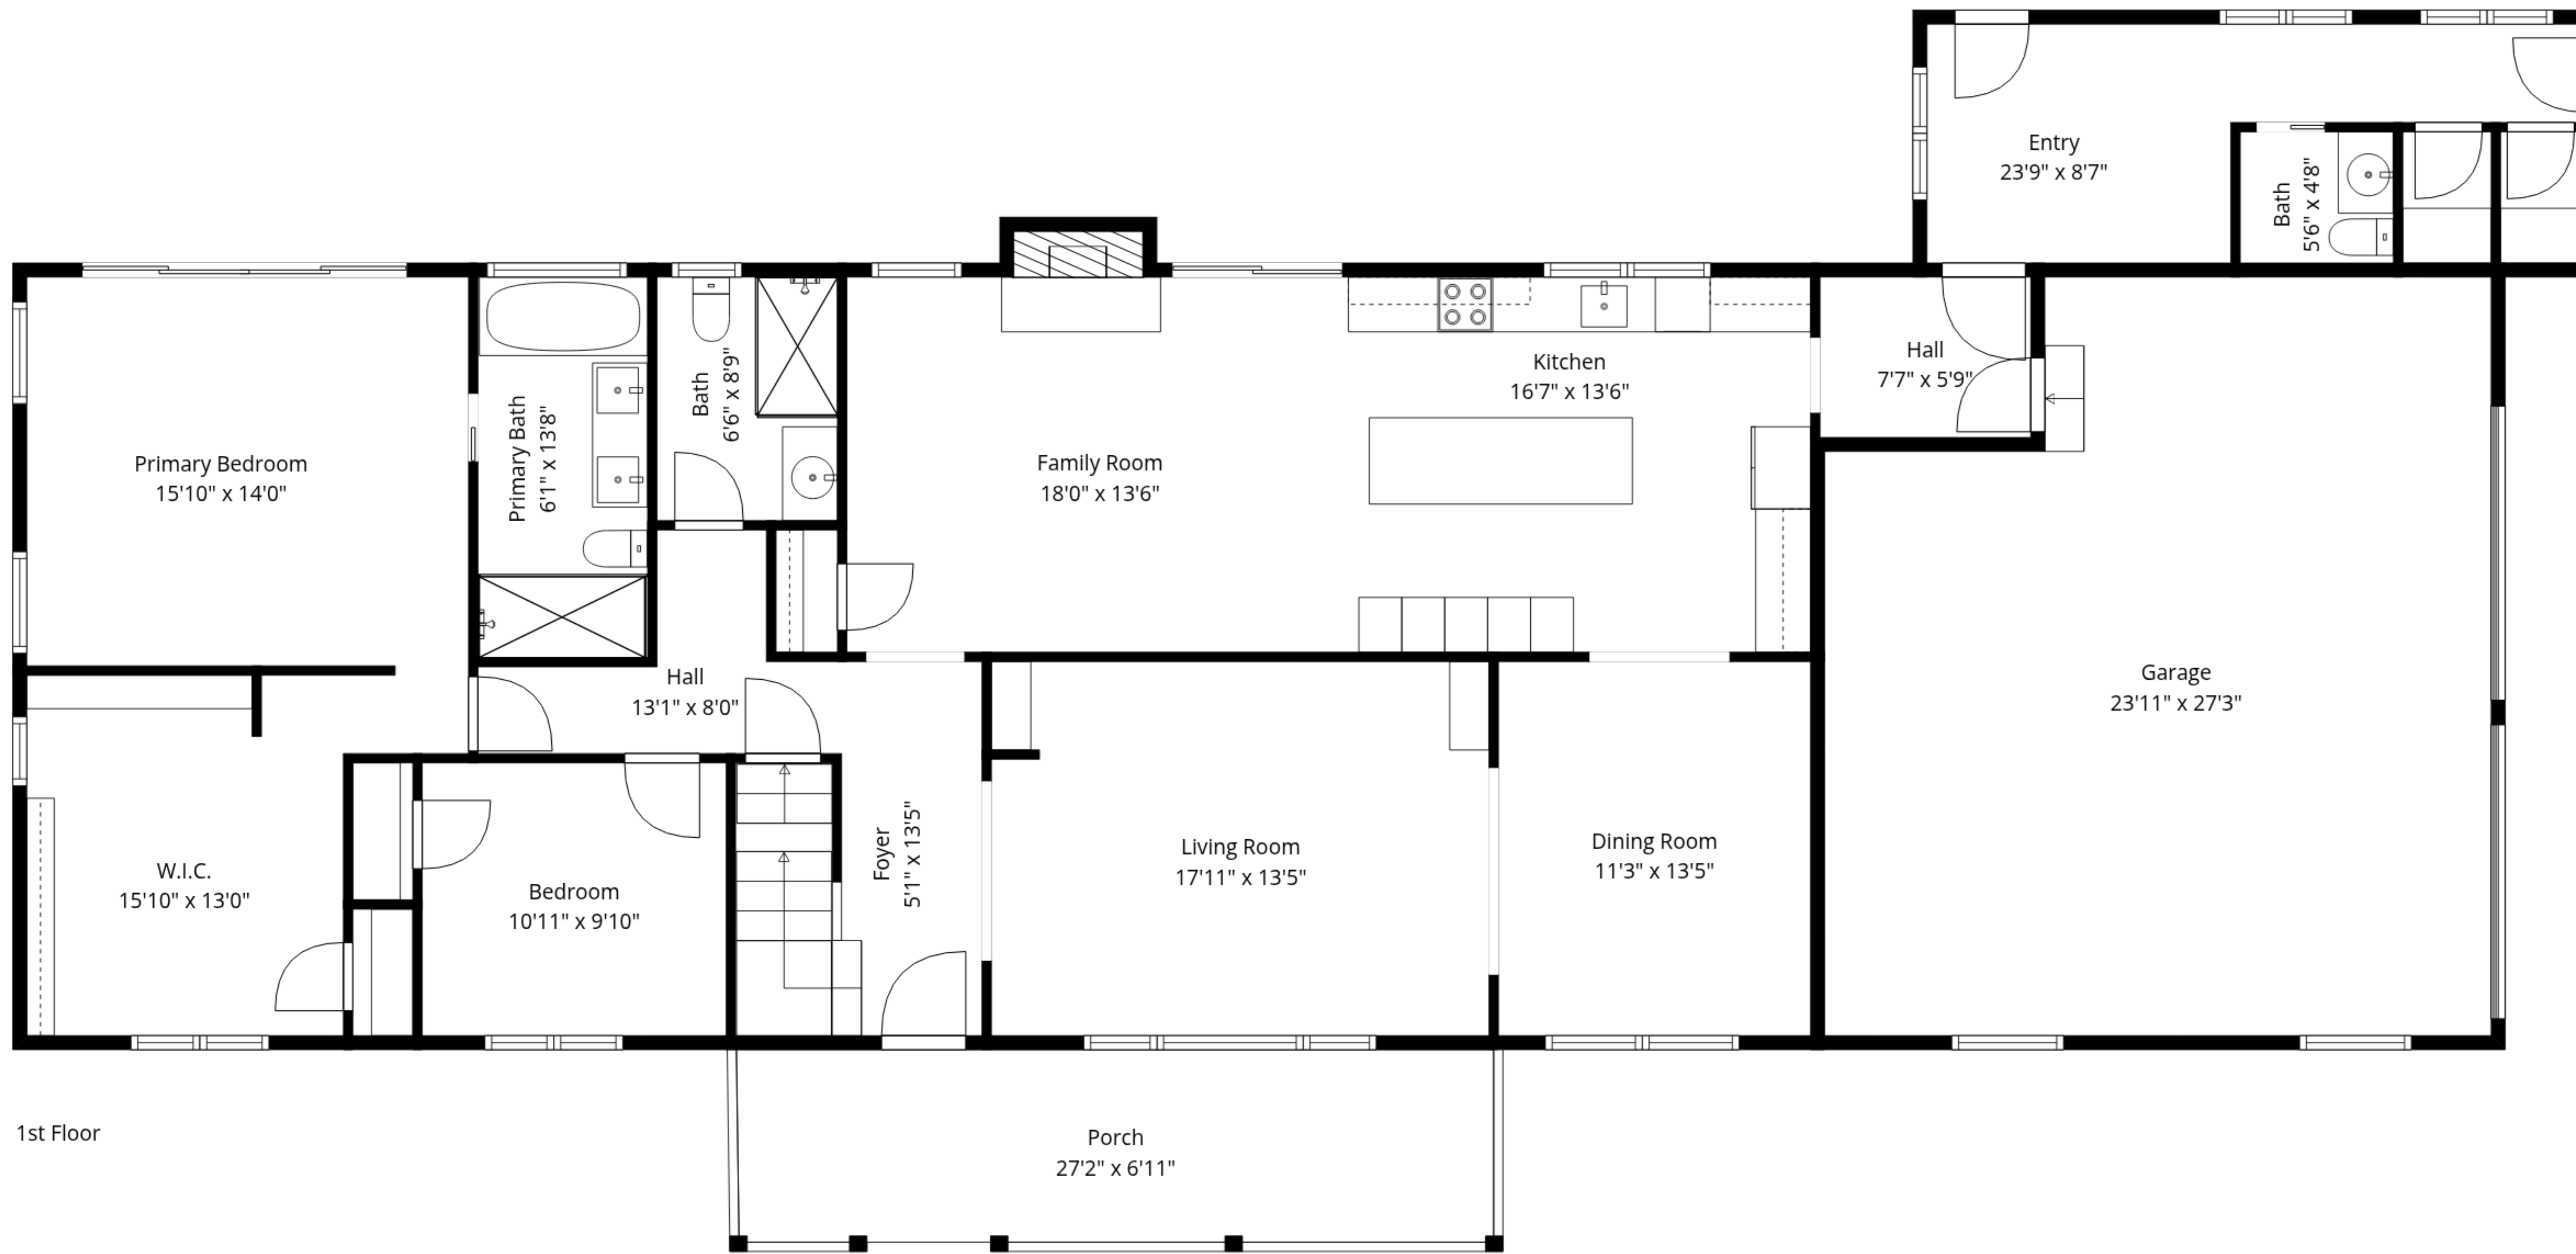 Entry
23'9" x 8'7"
Bath
5'6" x 4'8"
Hall
7'7" x 5'9"
Kitchen
16'7" x 13'6"
Bath
6'6" x 8'9"
Primary Bath
6'1" x 13'8"
Primary Bedroom
15'10" x 14'0"
Family Room
18'0" x 13'6"
Hall
13'1" x 8'0"
Garage
23'11" x 27'3"
W.I.C.
15'10" x 13'0"
Bedroom
10'11" x 9'10"
Foyer
5'1" x 13'5"
Living Room
17'11" x 13'5"
Dining Room
11'3" x 13'5"
1st Floor
Porch
27'2" x 6'11"